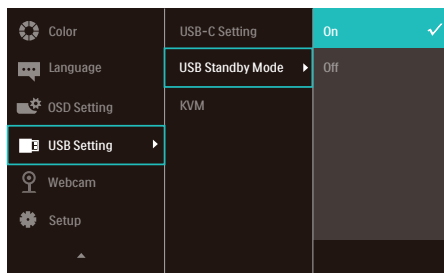 Color
Language
OSD Setting
USB Setting
Webcam
Setup
USB-C Setting
USB Standby Mode
KVM
On
Off